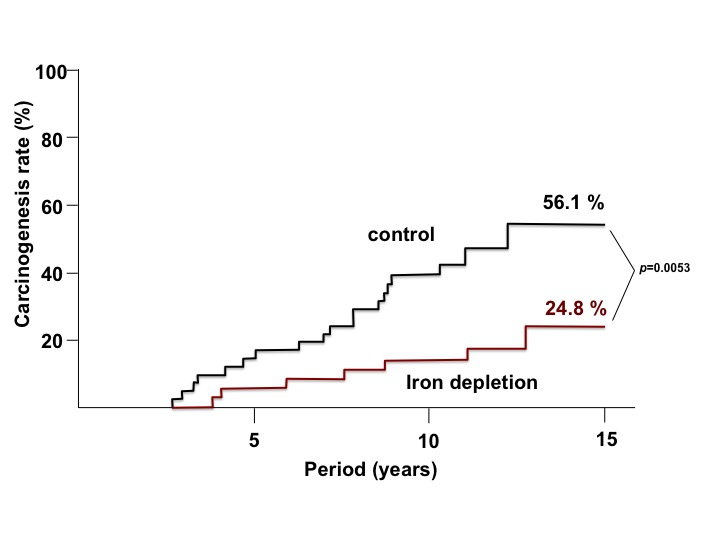 100
80
60
40
20
Carcinogenesis rate (%)
56.1 %
control
p=0.0053
24.8 %
Iron depletion
5
10
15
Period (years)